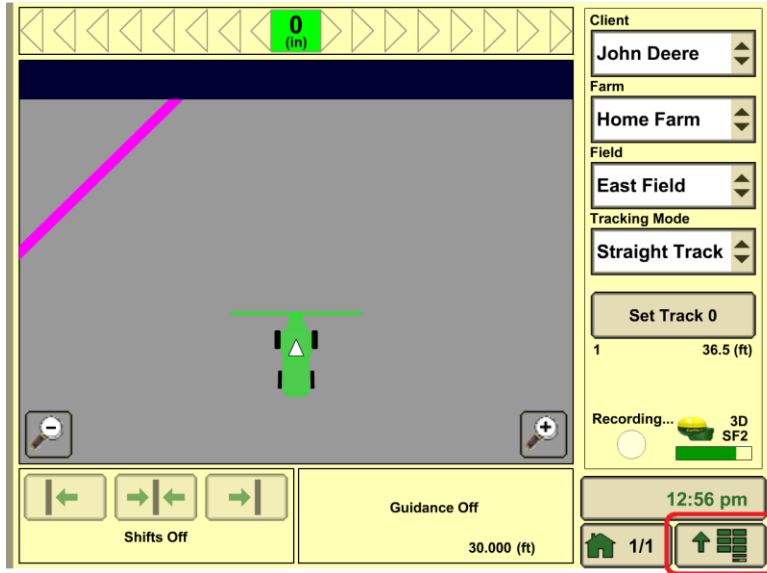 0
(in)
Client
John Deere
Farm
Home Farm
Field
East Field
Tracking Mode
Straight Track
Set Track 0
1 36.5 (ft)
Recording... 3D
SF2
Shifts Off
Guidance Off
30.000 (ft)
12:56 pm
1/1